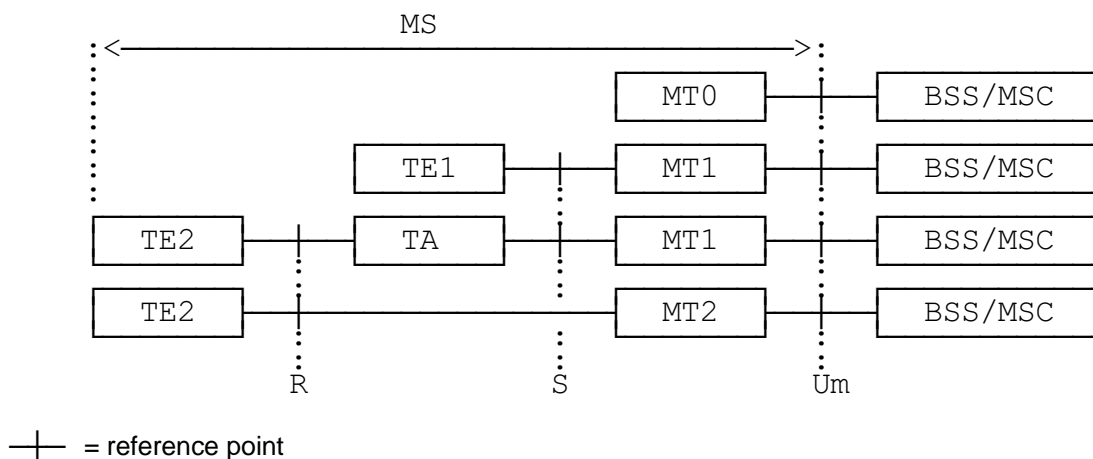 MS
MT0 BSS/MSC
TE1 MT1 BSS/MSC
TE2 TA MT1 BSS/MSC
TE2 MT2 BSS/MSC
R S Um
= reference point